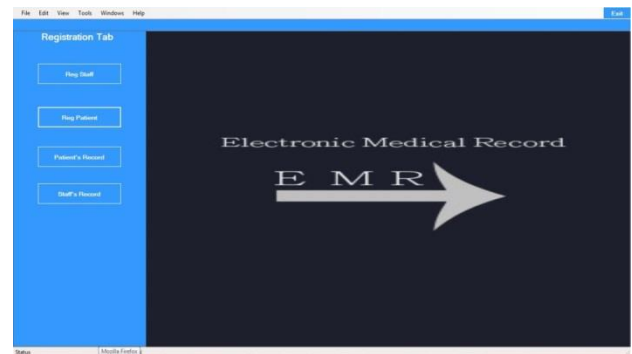 File Edit View Tools Windows Help
Exit
Registration Tab
Reg Staff
Reg Patient
Patient's Record
Staff's Record
Electronic Medical Record
E M R
Status
Mozilla Firefox